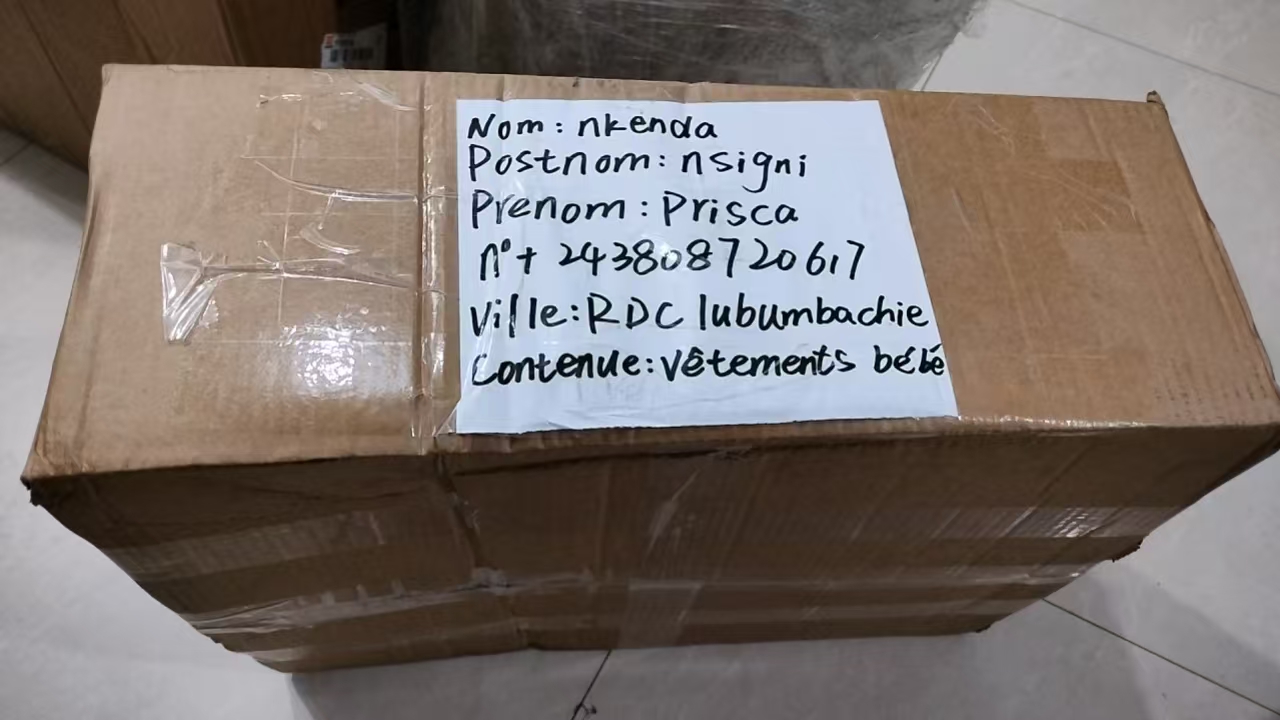 Nom: nkenda
Postnom: nsigni
Prenom: Prisca
n°+ 243808720617
Ville: RDC lubumbachie
Contenue: vêtements bébé